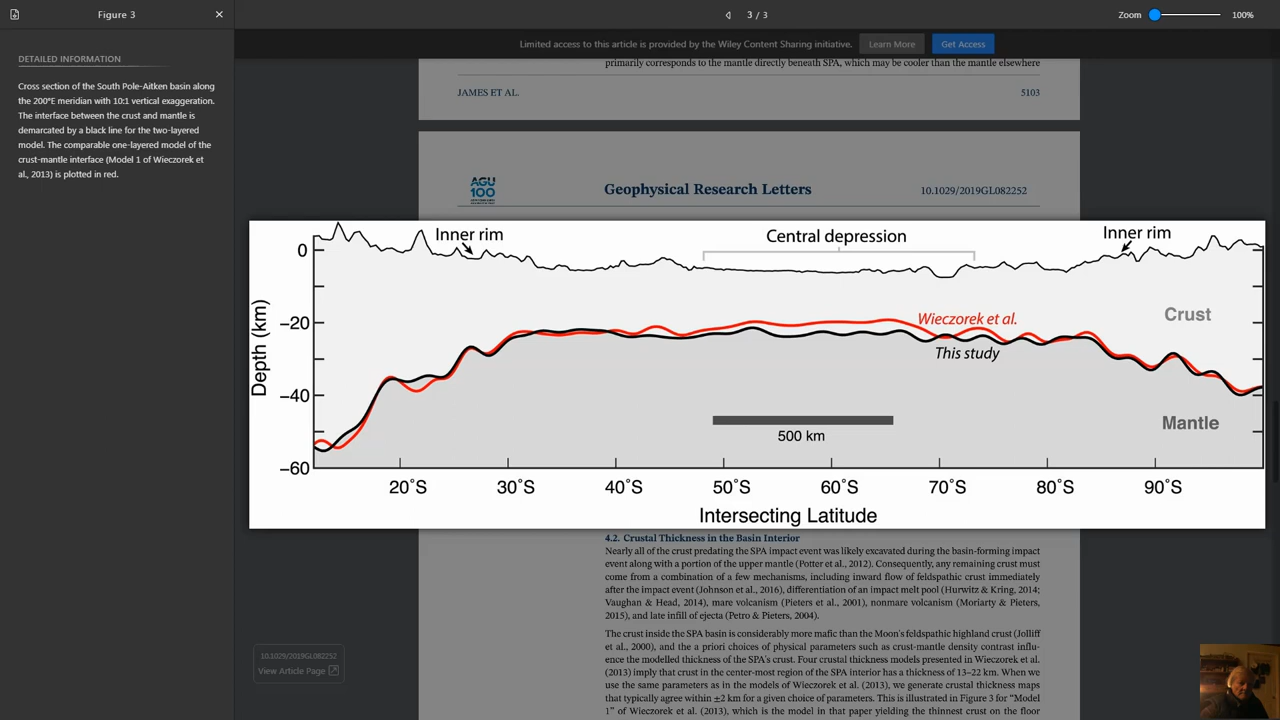 Figure 3
3 / 3
Zoom
100%
Limited access to this article is provided by the Wiley Content Sharing initiative.
Learn More
Get Access
DETAILED INFORMATION
Cross section of the South Pole-Aitken basin along
the 200°E meridian with 10:1 vertical exaggeration.
The interface between the crust and mantle is
demarcated by a black line for the two-layered
model. The comparable one-layered model of the
crust-mantle interface (Model 1 of Wieczorek et
al., 2013) is plotted in red.
primarily corresponds to the mantle directly beneath SPA, which may be cooler than the mantle elsewhere
JAMES ET AL.
5103
AGU
100
Geophysical Research Letters
10.1029/2019GL082252
Inner rim
Central depression
Inner rim
0
−20
−40
−60
Depth (km)
Wieczorek et al.
This study
Crust
Mantle
500 km
20˚S
30˚S
40˚S
50˚S
60˚S
70˚S
80˚S
90˚S
Intersecting Latitude
4.2. Crustal Thickness in the Basin Interior
Nearly all of the crust predating the SPA impact event was likely excavated during the basin-forming impact
event along with a portion of the upper mantle (Potter et al., 2012). Consequently, any remaining crust must
come from a combination of a few mechanisms, including inward flow of feldspathic crust immediately
after the impact event (Johnson et al., 2016), differentiation of an impact melt pool (Hurwitz & Kring, 2014;
Vaughan & Head, 2014), mare volcanism (Pieters et al., 2001), nonmare volcanism (Moriarty & Pieters,
2015), and late infill of ejecta (Petro & Pieters, 2004).
The crust inside the SPA basin is considerably more mafic than the Moon's feldspathic highland crust (Jolliff
et al., 2000), and the a priori choices of physical parameters such as crust-mantle density contrast influ-
ence the modelled thickness of the SPA's crust. Four crustal thickness models presented in Wieczorek et al.
(2013) imply that crust in the center-most region of the SPA interior has a thickness of 13–22 km. When we
use the same parameters as in the models of Wieczorek et al. (2013), we generate crustal thickness maps
that typically agree within ±2 km for a given choice of parameters. This is illustrated in Figure 3 for "Model
1" of Wieczorek et al. (2013), which is the model in that paper yielding the thinnest crust on the floor
10.1029/2019GL082252
View Article Page